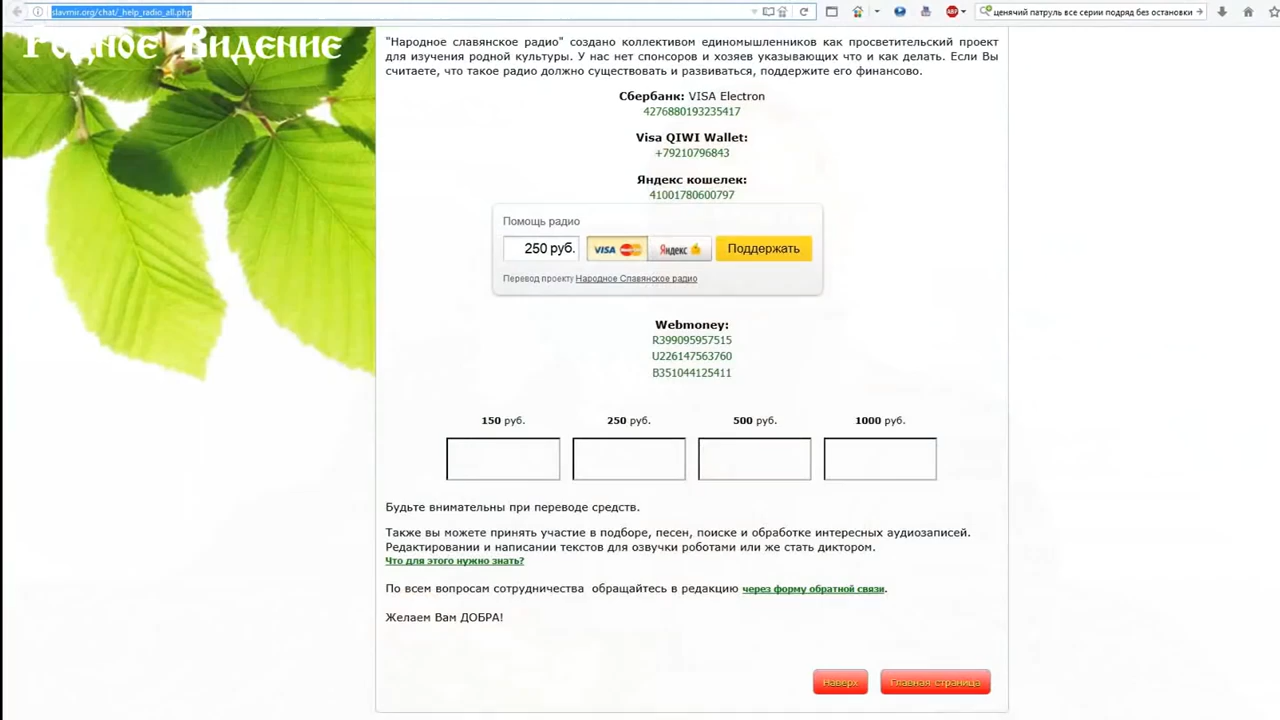 slavmir.org/chat/_help_radio_all.php
ценячий патруль все серии подряд без остановки
Родное Видение
"Народное славянское радио" создано коллективом единомышленников как просветительский проект
для изучения родной культуры. У нас нет спонсоров и хозяев указывающих что и как делать. Если Вы
считаете, что такое радио должно существовать и развиваться, поддержите его финансово.
Сбербанк: VISA Electron
4276880193235417
Visa QIWI Wallet:
+79210796843
Яндекс кошелек:
41001780600797
Помощь радио
250 руб.
VISA
Яндекс
Поддержать
Перевод проекту Народное Славянское радио
Webmoney:
R399095957515
U226147563760
B351044125411
150 руб.
250 руб.
500 руб.
1000 руб.
Будьте внимательны при переводе средств.
Также вы можете принять участие в подборе, песен, поиске и обработке интересных аудиозаписей.
Редактировании и написании текстов для озвучки роботами или же стать диктором.
Что для этого нужно знать?
По всем вопросам сотрудничества обращайтесь в редакцию через форму обратной связи.
Желаем Вам ДОБРА!
Наверх
Главная страница